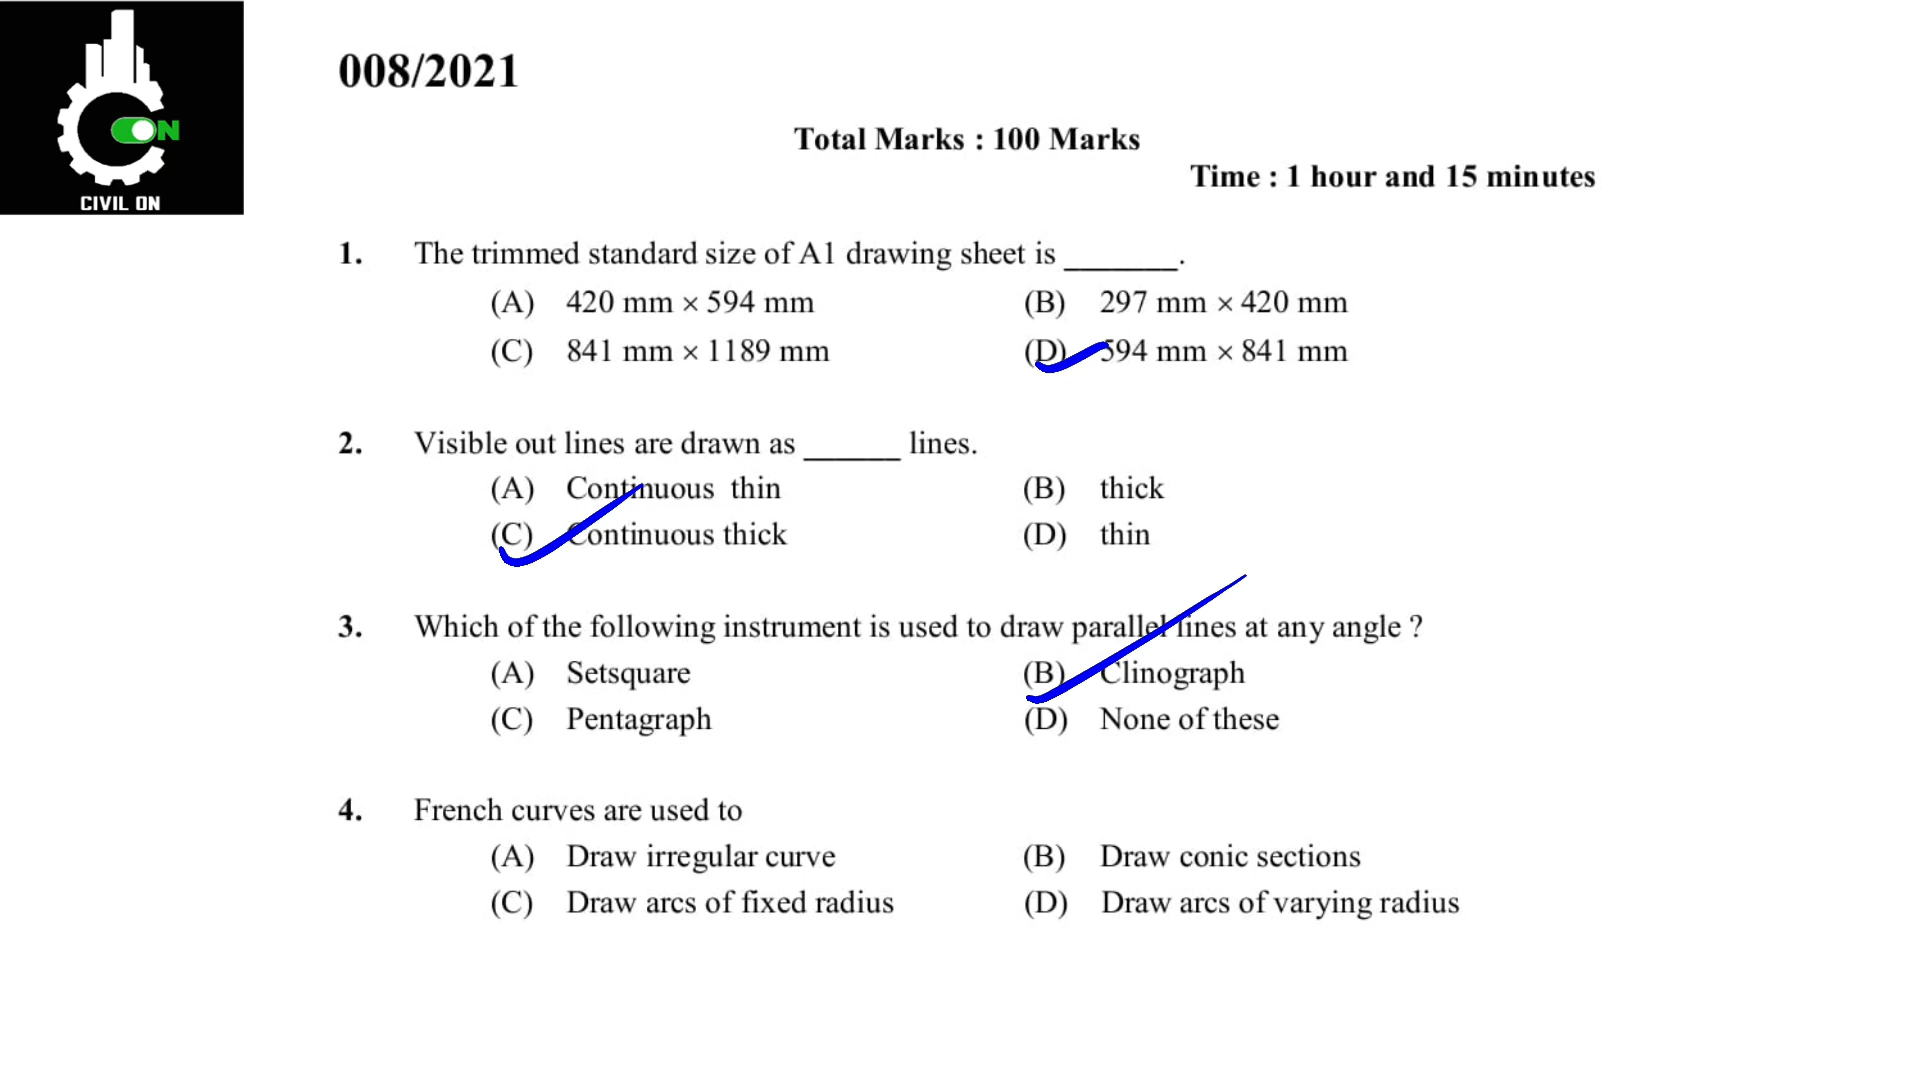 ON
CIVIL ON
008/2021
Total Marks : 100 Marks
Time : 1 hour and 15 minutes
1. The trimmed standard size of A1 drawing sheet is _______.
(A) 420 mm × 594 mm (B) 297 mm × 420 mm
(C) 841 mm × 1189 mm (D) 594 mm × 841 mm
2. Visible out lines are drawn as ______ lines.
(A) Continuous thin (B) thick
(C) Continuous thick (D) thin
3. Which of the following instrument is used to draw parallel lines at any angle ?
(A) Setsquare (B) Clinograph
(C) Pentagraph (D) None of these
4. French curves are used to
(A) Draw irregular curve (B) Draw conic sections
(C) Draw arcs of fixed radius (D) Draw arcs of varying radius